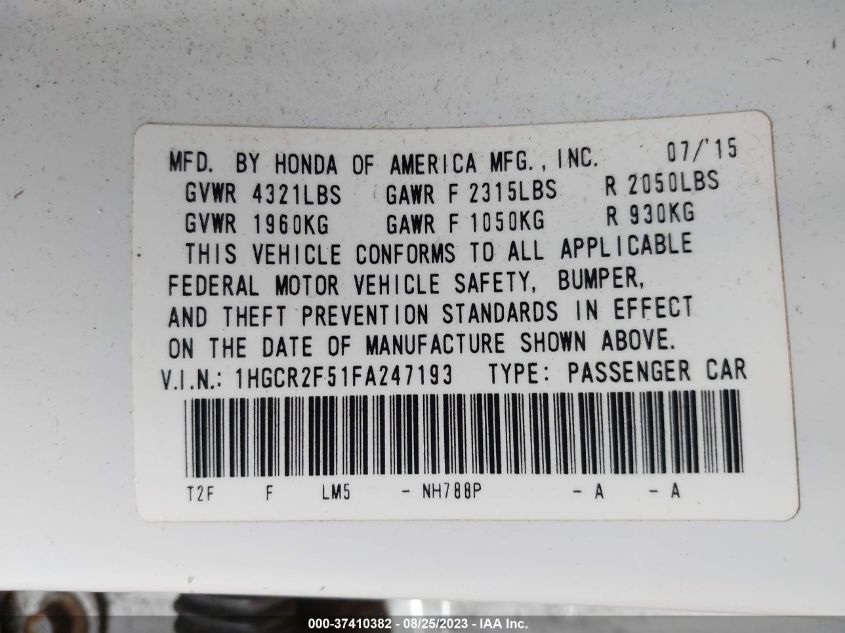 MFD. BY HONDA OF AMERICA MFG., INC. 07/'15
GVWR 4321LBS GAWR F 2315LBS R 2050LBS
GVWR 1960KG GAWR F 1050KG R 930KG
THIS VEHICLE CONFORMS TO ALL APPLICABLE
FEDERAL MOTOR VEHICLE SAFETY, BUMPER,
AND THEFT PREVENTION STANDARDS IN EFFECT
ON THE DATE OF MANUFACTURE SHOWN ABOVE.
V.I.N.: 1HGCR2F51FA247193 TYPE: PASSENGER CAR
T2F F LM5 - NH788P - A - A
000-37410382 - 08/25/2023 - IAA Inc.